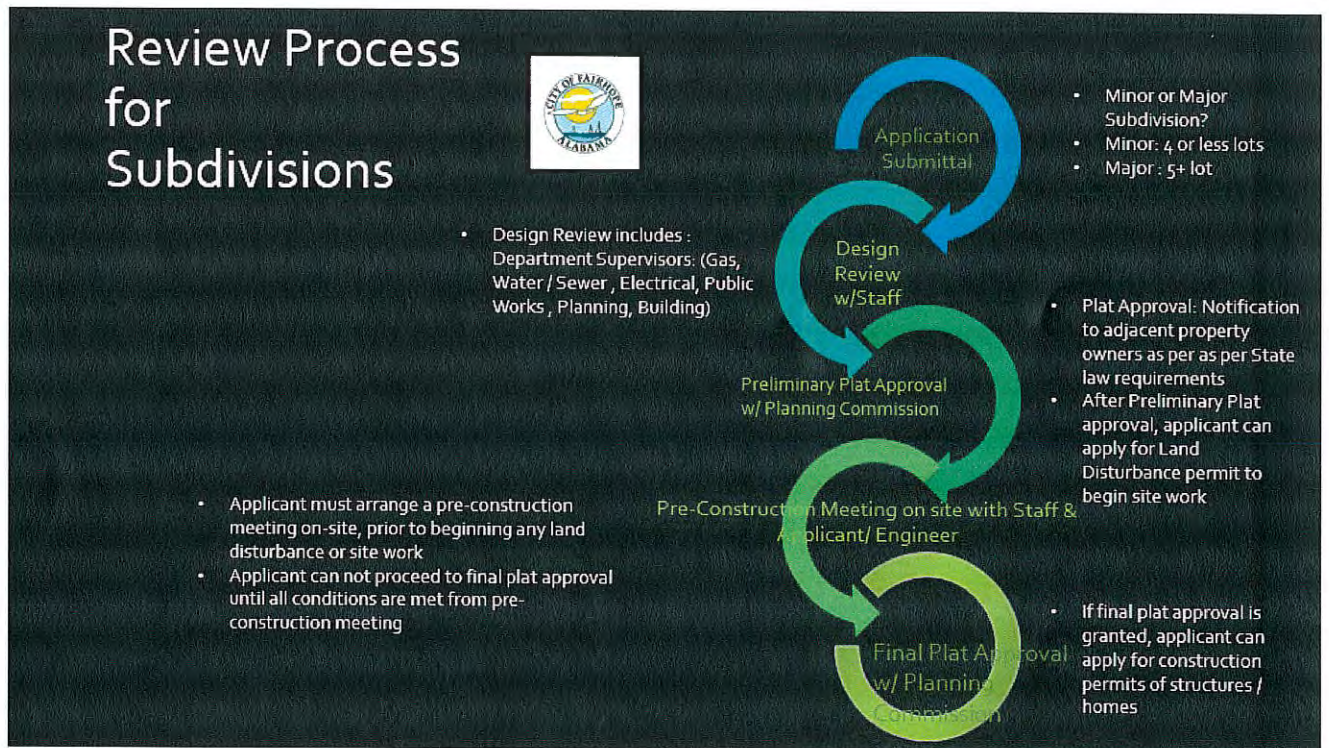 Review Process
for
Subdivisions
CITY OF FAIRHOPE
ALABAMA
Application
Submittal
• Minor or Major
Subdivision?
• Minor: 4 or less lots
• Major : 5+ lot
• Design Review includes :
Department Supervisors: (Gas,
Water / Sewer , Electrical, Public
Works , Planning, Building)
Design
Review
w/Staff
• Plat Approval: Notification
to adjacent property
owners as per as per State
law requirements
• After Preliminary Plat
approval, applicant can
apply for Land
Disturbance permit to
begin site work
Preliminary Plat Approval
w/ Planning Commission
• Applicant must arrange a pre-construction
meeting on-site, prior to beginning any land
disturbance or site work
• Applicant can not proceed to final plat approval
until all conditions are met from pre-
construction meeting
Pre-Construction Meeting on site with Staff &
Applicant/ Engineer
Final Plat Approval
w/ Planning
Commission
• If final plat approval is
granted, applicant can
apply for construction
permits of structures /
homes